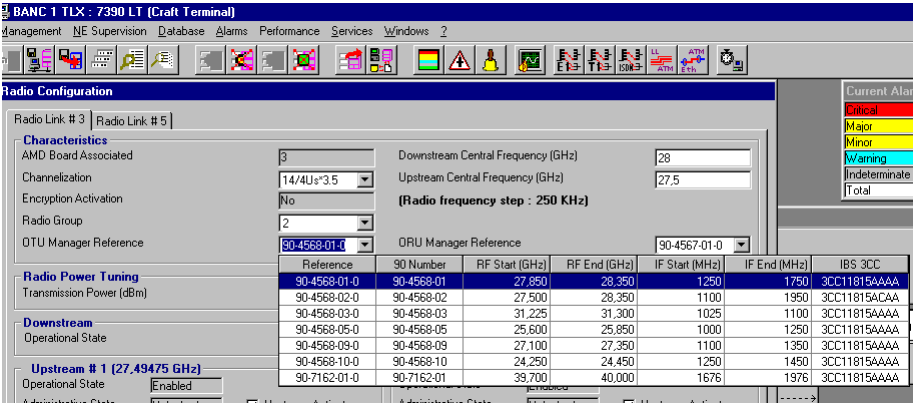 BANC 1 TLX : 7390 LT (Craft Terminal)
Management NE Supervision Database Alarms Performance Services Windows ?
E1 T1 ISDN LL ATM ATM Eth
Radio Configuration
Current Alar
Radio Link # 3 Radio Link # 5
Critical
Major
Minor
Warning
Indeterminate
Total
Characteristics
AMD Board Associated 3 Downstream Central Frequency (GHz) 28
Channelization 14/4Us*3.5 Upstream Central Frequency (GHz) 27,5
Encryption Activation No (Radio frequency step : 250 KHz)
Radio Group 2
OTU Manager Reference 90-4568-01-0 ORU Manager Reference 90-4567-01-0
Reference 90 Number RF Start (GHz) RF End (GHz) IF Start (MHz) IF End (MHz) IBS 3CC
90-4568-01-0 90-4568-01 27,850 28,350 1250 1750 3CC11815AAAA
90-4568-02-0 90-4568-02 27,500 28,350 1100 1950 3CC11815ACAA
90-4568-03-0 90-4568-03 31,225 31,300 1025 1100 3CC11815AAAA
90-4568-05-0 90-4568-05 25,600 25,850 1000 1250 3CC11815AAAA
90-4568-09-0 90-4568-09 27,100 27,350 1100 1350 3CC11815AAAA
90-4568-10-0 90-4568-10 24,250 24,450 1250 1450 3CC11815AAAA
90-7162-01-0 90-7162-01 39,700 40,000 1676 1976 3CC11815AAAA
Radio Power Tuning
Transmission Power (dBm)
Downstream
Operational State
Upstream # 1 (27,49475 GHz)
Operational State Enabled